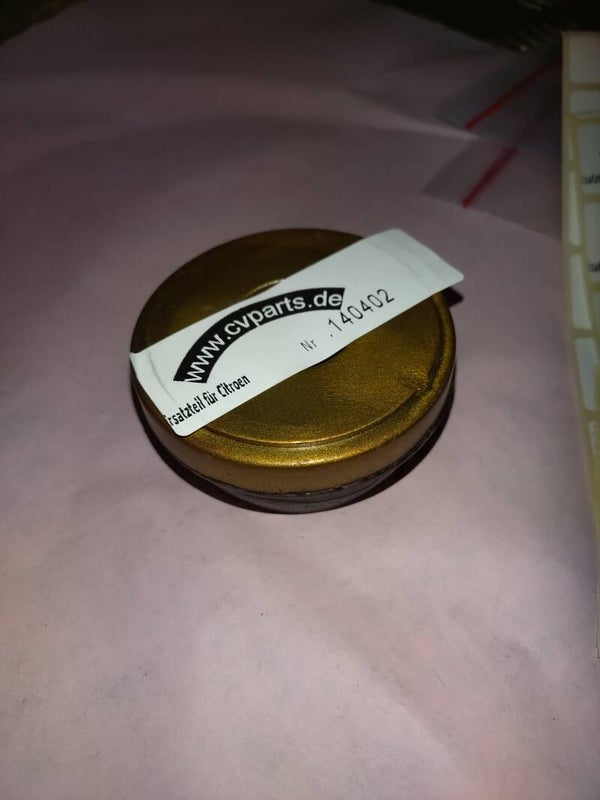 www.cvparts.de
Nr .140402
Ersatzteil für Citroen